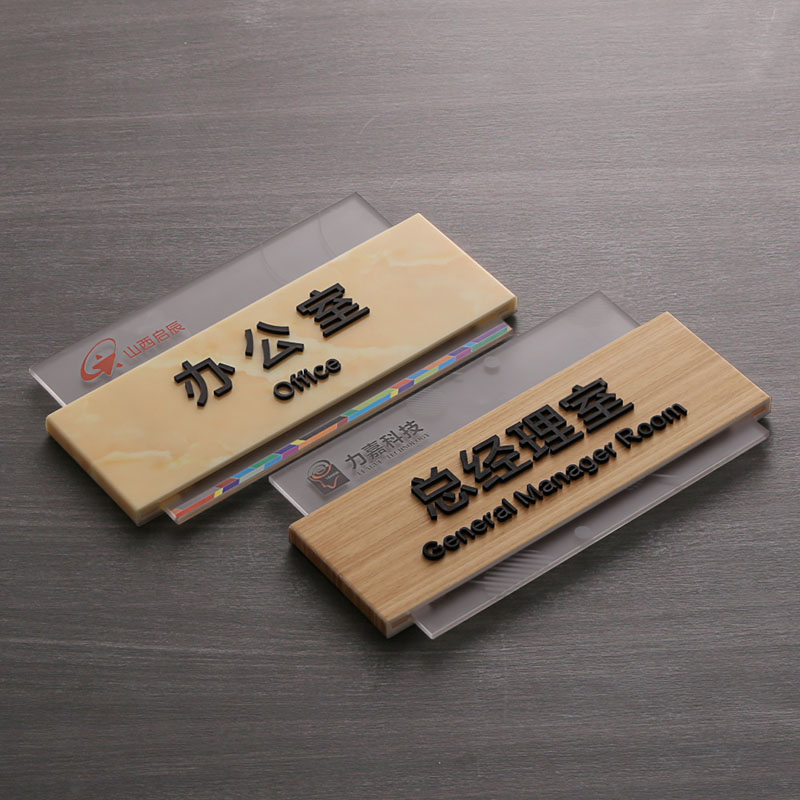 山西启辰
办公室
Office
力嘉科技
总经理室
General Manager Room